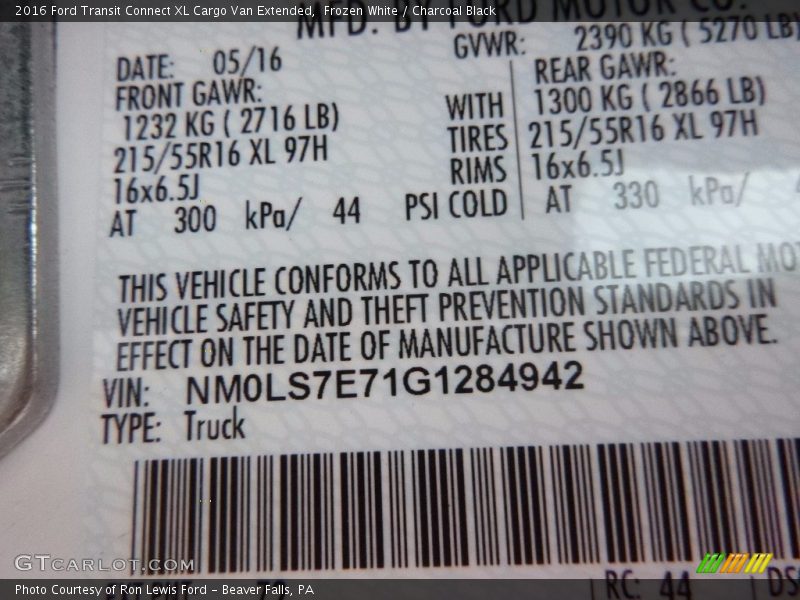 2016 Ford Transit Connect XL Cargo Van Extended, Frozen White / Charcoal Black
MFD. BY FORD MOTOR CO.
DATE: 05/16 GVWR: 2390 KG ( 5270 LB)
FRONT GAWR: REAR GAWR:
1232 KG ( 2716 LB) WITH 1300 KG ( 2866 LB)
215/55R16 XL 97H TIRES 215/55R16 XL 97H
16x6.5J RIMS 16x6.5J
AT 300 kPa/ 44 PSI COLD AT 330 kPa/
THIS VEHICLE CONFORMS TO ALL APPLICABLE FEDERAL MO
VEHICLE SAFETY AND THEFT PREVENTION STANDARDS IN
EFFECT ON THE DATE OF MANUFACTURE SHOWN ABOVE.
VIN: NM0LS7E71G1284942
TYPE: Truck
GTCARLOT.COM
RC: 44 DS
Photo Courtesy of Ron Lewis Ford - Beaver Falls, PA